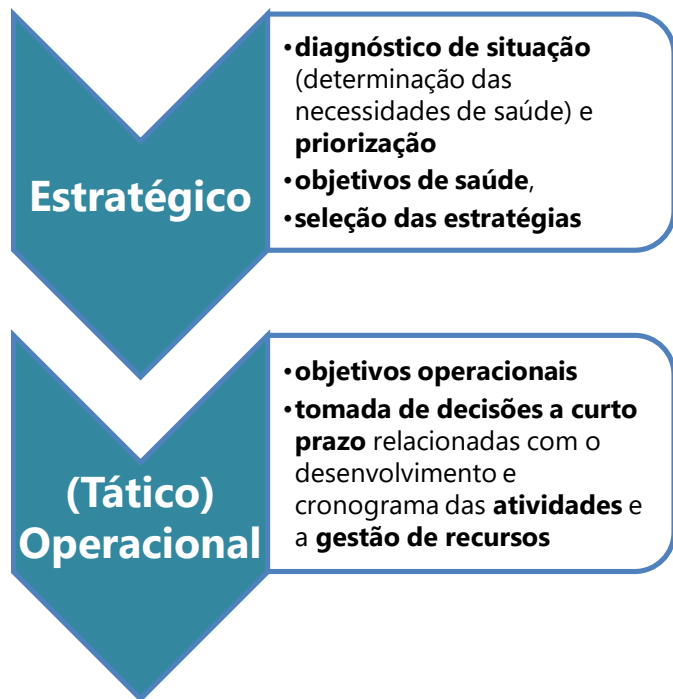 Estratégico
•diagnóstico de situação
(determinação das
necessidades de saúde) e
priorização
•objetivos de saúde,
•seleção das estratégias
(Tático)
Operacional
•objetivos operacionais
•tomada de decisões a curto
prazo relacionadas com o
desenvolvimento e
cronograma das atividades e
a gestão de recursos